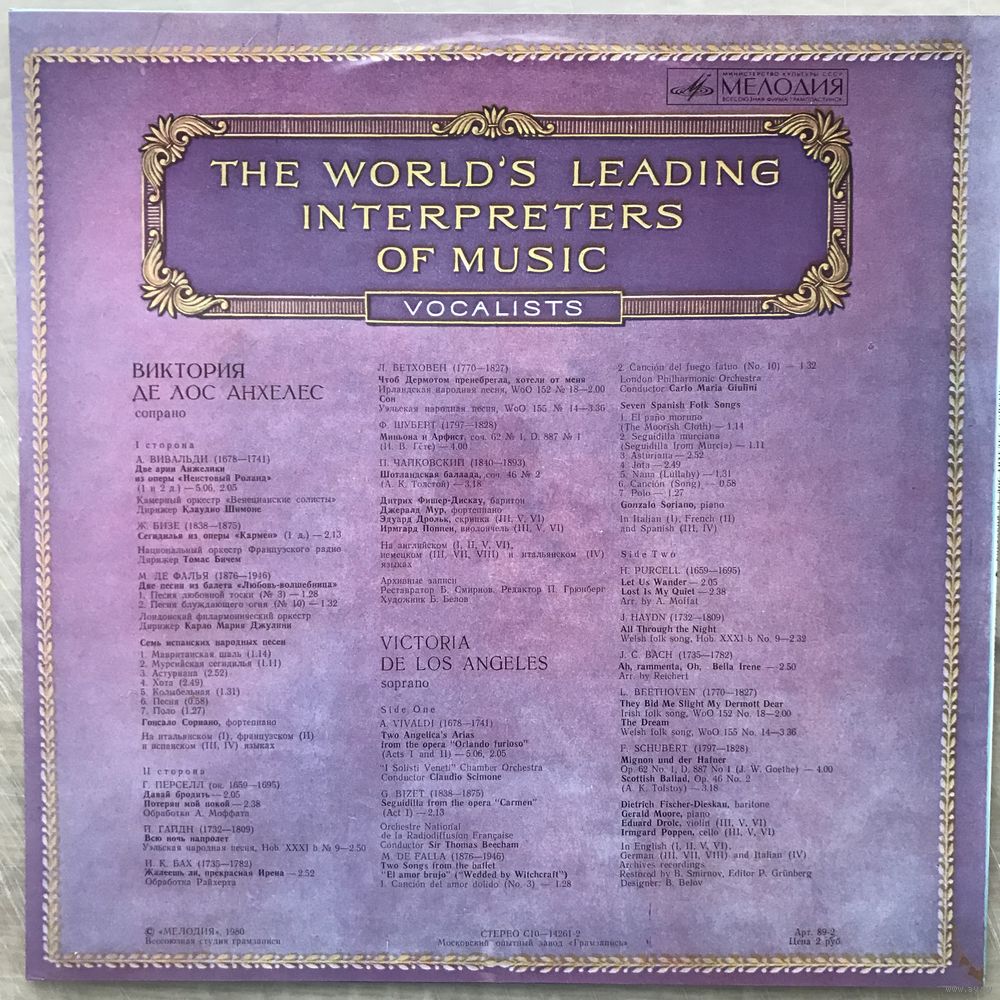 МИНИСТЕРСТВО КУЛЬТУРЫ СССР
МЕЛОДИЯ
ВСЕСОЮЗНАЯ ФИРМА ГРАМПЛАСТИНОК
THE WORLD'S LEADING
INTERPRETERS
OF MUSIC
VOCALISTS
ВИКТОРИЯ
ДЕ ЛОС АНХЕЛЕС
сопрано
I сторона
А. ВИВАЛЬДИ (1678—1741)
Две арии Анжелики
из оперы «Неистовый Роланд»
(1 и 2 д.) — 5.06, 2.05
Камерный оркестр «Венецианские солисты»
Дирижер Клаудио Шимоне
Ж. БИЗЕ (1838—1875)
Сегидилья из оперы «Кармен» (1 д.) — 2.13
Национальный оркестр Французского радио
Дирижер Томас Бичем
М. ДЕ ФАЛЬЯ (1876—1946)
Две песни из балета «Любовь-волшебница»
1. Песня любовной тоски (№ 3) — 1.28
2. Песня блуждающего огня (№ 10) — 1.32
Лондонский филармонический оркестр
Дирижер Карло Мария Джулини
Семь испанских народных песен
1. Мавританская шаль (1.14)
2. Мурсийская сегидилья (1.11)
3. Астуриана (2.52)
4. Хота (2.49)
5. Колыбельная (1.31)
6. Песня (0.58)
7. Поло (1.27)
Гонсало Сориано, фортепиано
На итальянском (I), французском (II)
и испанском (III, IV) языках
II сторона
Г. ПЕРСЕЛЛ (ок. 1659—1695)
Давай бродить — 2.05
Потерян мой покой — 2.38
Обработка А. Моффата
Й. ГАЙДН (1732—1809)
Всю ночь напролет
Уэльская народная песня, Hob. XXXI b № 9—2.50
И. К. БАХ (1735—1782)
Жалеешь ли, прекрасная Ирена — 2.52
Обработка Райхерта
Л. БЕТХОВЕН (1770—1827)
Чтоб Дермотом пренебрегла, хотели от меня
Ирландская народная песня, WoO 152 № 18—2.00
Сон
Уэльская народная песня, WoO 155 № 14—3.36
Ф. ШУБЕРТ (1797—1828)
Миньона и Арфист, соч. 62 № 1, D. 887 № 1
(И. В. Гёте) — 4.00
П. ЧАЙКОВСКИЙ (1840—1893)
Шотландская баллада, соч. 46 № 2
(А. К. Толстой) — 3.18
Дитрих Фишер-Дискау, баритон
Джералд Мур, фортепиано
Эдуард Дрольк, скрипка (III, V, VI)
Ирмгард Поппен, виолончель (III, V, VI)
На английском (I, II, V, VI),
немецком (III, VII, VIII) и итальянском (IV)
языках
Архивные записи
Реставратор Б. Смирнов. Редактор П. Грюнберг
Художник Б. Белов
VICTORIA
DE LOS ANGELES
soprano
Side One
A. VIVALDI (1678—1741)
Two Angelica's Arias
from the opera "Orlando furioso"
(Acts I and II) — 5.06, 2.05
"I Solisti Veneti" Chamber Orchestra
Conductor Claudio Scimone
G. BIZET (1838—1875)
Seguidilla from the opera "Carmen"
(Act I) — 2.13
Orchestre National
de la Radiodiffusion Française
Conductor Sir Thomas Beecham
M. DE FALLA (1876—1946)
Two Songs from the ballet
"El amor brujo" ("Wedded by Witchcraft")
1. Canción del amor dolido (No. 3) — 1.28
2. Canción del fuego fatuo (No. 10) — 1.32
London Philharmonic Orchestra
Conductor Carlo Maria Giulini
Seven Spanish Folk Songs
1. El paño moruno
(The Moorish Cloth) — 1.14
2. Seguidilla murciana
(Seguidilla from Murcia) — 1.11
3. Asturiana — 2.52
4. Jota — 2.49
5. Nana (Lullaby) — 1.31
6. Canción (Song) — 0.58
7. Polo — 1.27
Gonzalo Soriano, piano
In Italian (I), French (II)
and Spanish (III, IV)
Side Two
H. PURCELL (1659—1695)
Let Us Wander — 2.05
Lost Is My Quiet — 2.38
Arr. by A. Moffat
J. HAYDN (1732—1809)
All Through the Night
Welsh folk song, Hob. XXXI b No. 9—2.32
J. C. BACH (1735—1782)
Ah, rammenta, Oh, Bella Irene — 2.50
Arr. by Reichert
L. BEETHOVEN (1770—1827)
They Bid Me Slight My Dermott Dear
Irish folk song, WoO 152 No. 18—2.00
The Dream
Welsh folk song, WoO 155 No. 14—3.36
F. SCHUBERT (1797—1828)
Mignon und der Hafner
Op. 62 No 1, D. 887 No 1 (J. W. Goethe) — 4.00
Scottish Ballad, Op. 46 No. 2
(A. K. Tolstoy) — 3.18
Dietrich Fischer-Dieskau, baritone
Gerald Moore, piano
Eduard Drolc, violin (III, V, VI)
Irmgard Poppen, cello (III, V, VI)
In English (I, II, V, VI),
German (III, VII, VIII) and Italian (IV)
Archives recordings
Restored by B. Smirnov, Editor P. Grünberg
Designer: B. Belov
© «МЕЛОДИЯ», 1980
Всесоюзная студия грамзаписи
СТЕРЕО С10—14261-2
Московский опытный завод «Грамзапись»
Арт. 89-2
Цена 2 руб.